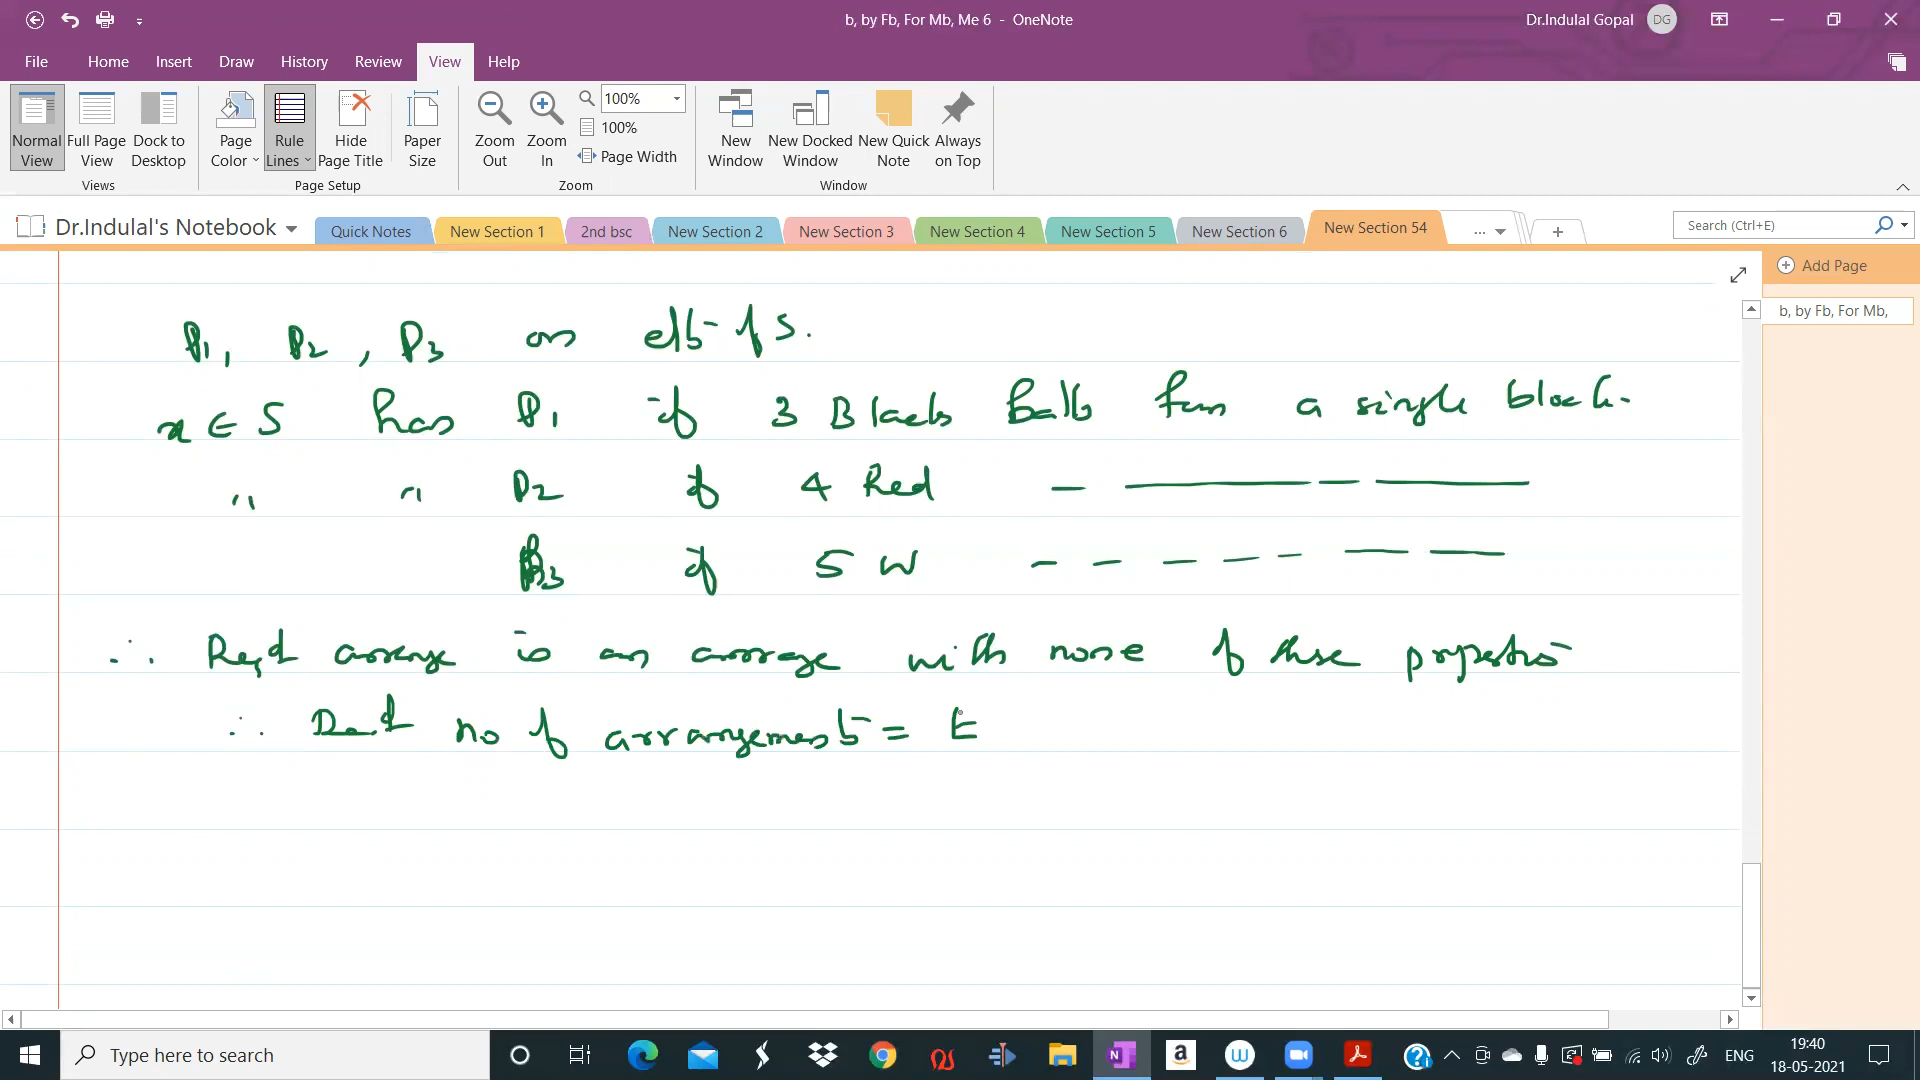 b, by Fb, For Mb, Me 6 - OneNote
Dr.Indulal Gopal DG
File Home Insert Draw History Review View Help
Normal View
Full Page View
Dock to Desktop
Views
Page Color
Rule Lines
Hide Page Title
Paper Size
Page Setup
Zoom Out
Zoom In
100%
100%
Page Width
Zoom
New Window
New Docked Window
New Quick Note
Always on Top
Window
Dr.Indulal's Notebook
Quick Notes New Section 1 2nd bsc New Section 2 New Section 3 New Section 4 New Section 5 New Section 6 New Section 54 ... +
Search (Ctrl+E)
Add Page
b, by Fb, For Mb,
P1, P2, P3 on elts of S.
x ∈ S has P1 if 3 Black Balls form a single block.
" " P2 if 4 Red — ———
P3 if 5 W — — — — — — —
∴ Reqd arrange is an arrange with none of these properties
∴ no of arrangements = E
Type here to search
ENG
19:40
18-05-2021